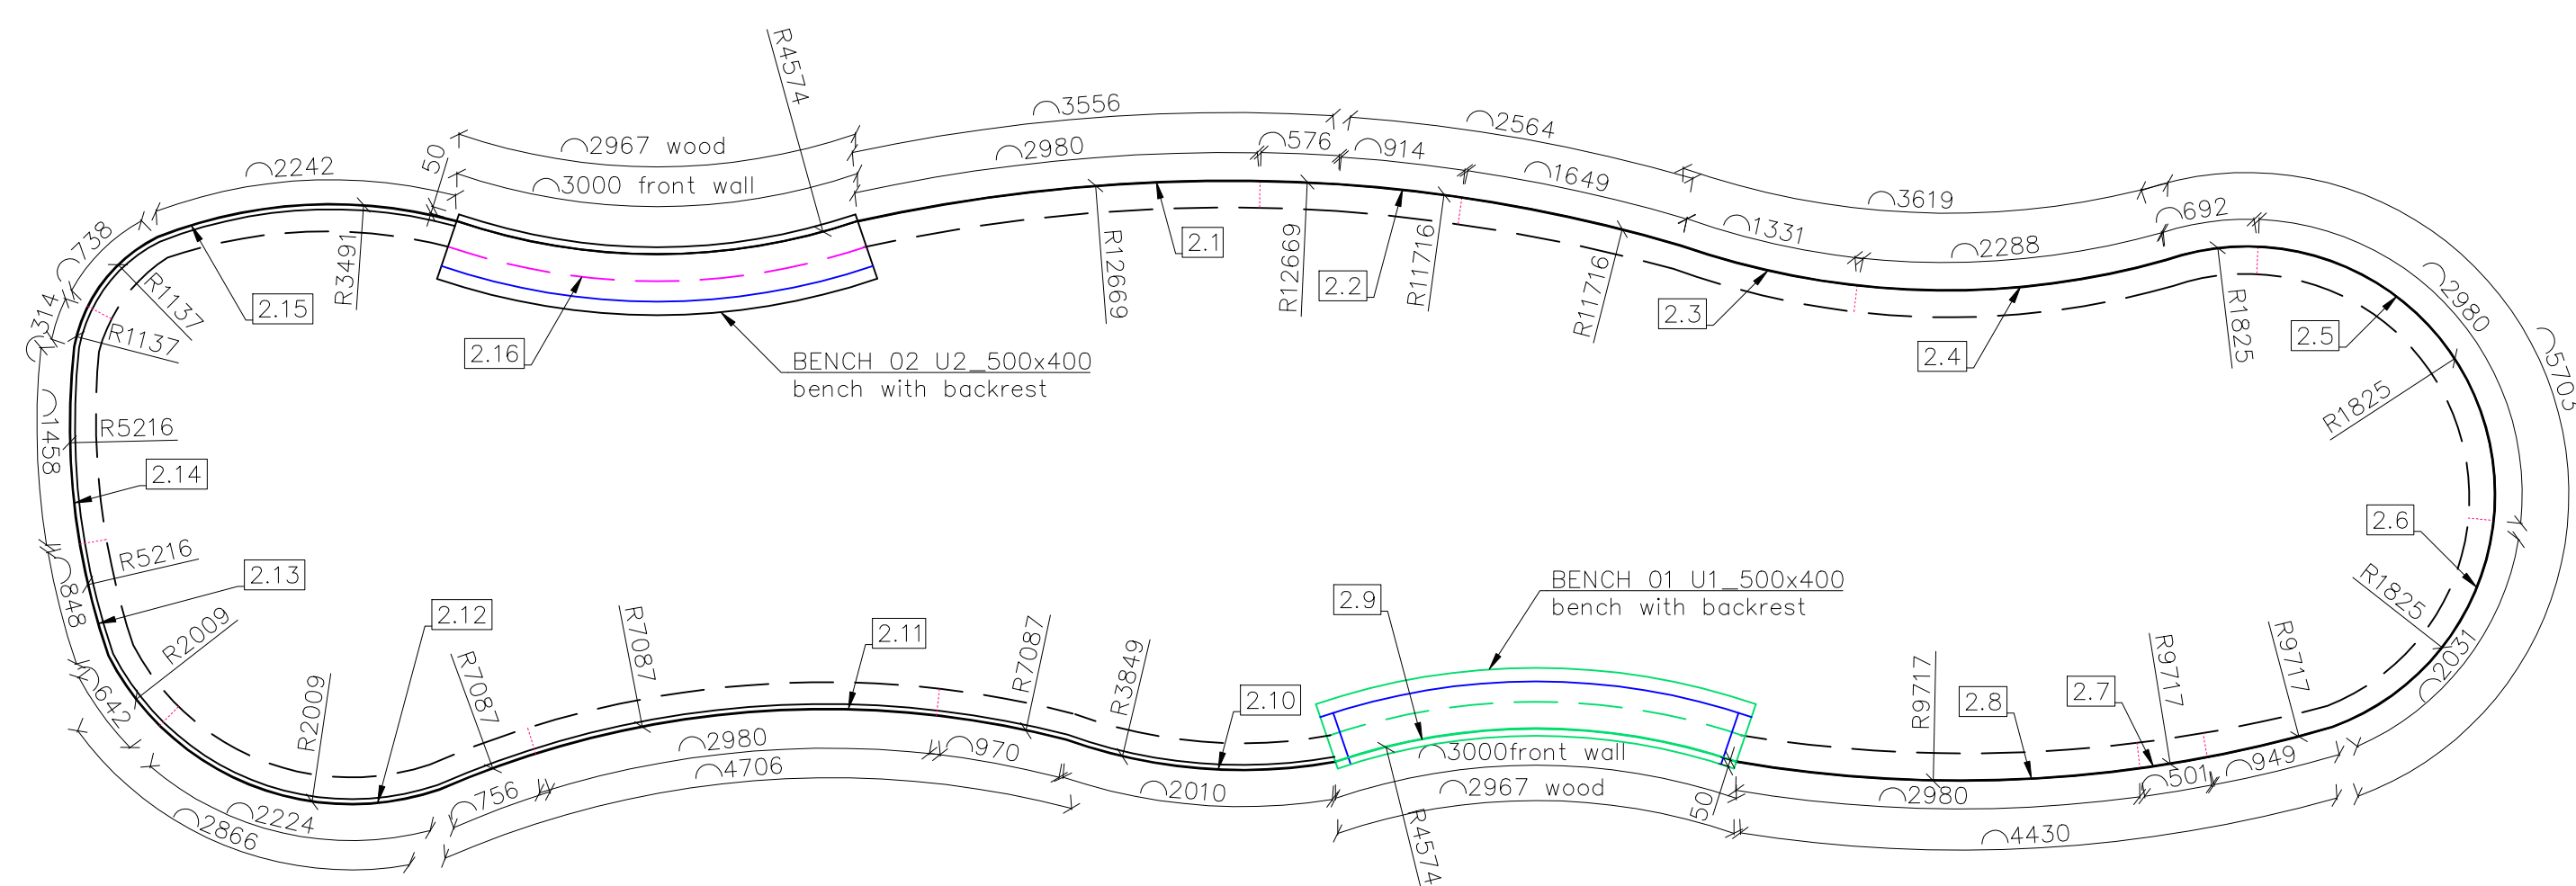 R4574
⌒3556
⌒2564
⌒2967 wood
50
⌒2980
⌒576
⌒914
⌒2242
⌒3000 front wall
⌒1649
⌒3619
⌒692
⌒738
⌒1331
⌒2288
⌒2980
⌒5705
R3491
R1137
R1137
⌒314
2.15
2.16
R12669
2.1
R12669
2.2
R11716
R11716
2.3
2.4
R1825
2.5
R1825
BENCH 02 U2_500x400
bench with backrest
⌒1458
R5216
2.14
R5216
2.13
⌒848
R2009
2.12
2.11
R7087
R7087
R7087
R2009
R3849
2.10
2.9
BENCH 01 U1_500x400
bench with backrest
2.6
R1825
⌒2031
R9717
2.8
2.7
R9717
R9717
⌒642
⌒2980
⌒970
⌒4706
⌒756
⌒2224
⌒2866
⌒2010
⌒3000front wall
⌒2967 wood
R4574
50
⌒2980
⌒501
⌒949
⌒4430